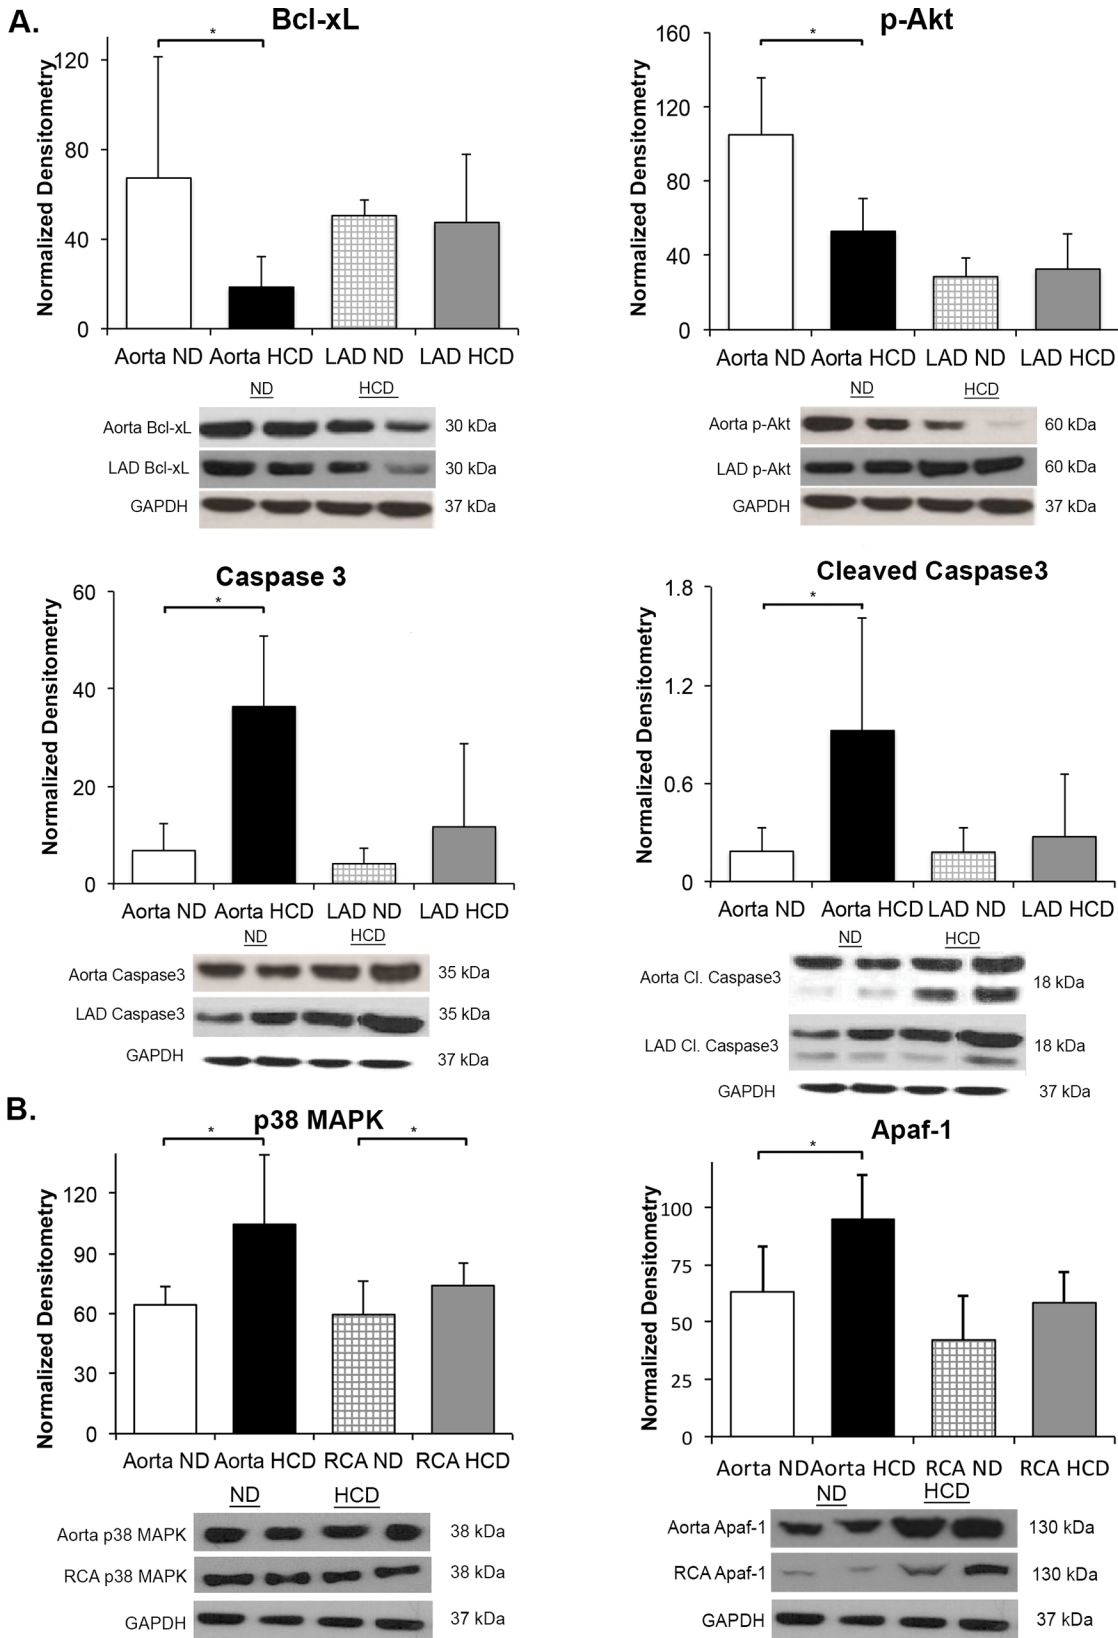 A.
Bcl-xL
*
Normalized Densitometry
120
80
40
0
Aorta ND Aorta HCD LAD ND LAD HCD
ND HCD
Aorta Bcl-xL 30 kDa
LAD Bcl-xL 30 kDa
GAPDH 37 kDa
p-Akt
*
Normalized Densitometry
160
120
80
40
0
Aorta ND Aorta HCD LAD ND LAD HCD
ND HCD
Aorta p-Akt 60 kDa
LAD p-Akt 60 kDa
GAPDH 37 kDa
Caspase 3
*
Normalized Densitometry
60
40
20
0
Aorta ND Aorta HCD LAD ND LAD HCD
ND HCD
Aorta Caspase3 35 kDa
LAD Caspase3 35 kDa
GAPDH 37 kDa
Cleaved Caspase3
*
Normalized Densitometry
1.8
1.2
0.6
0
Aorta ND Aorta HCD LAD ND LAD HCD
ND HCD
Aorta Cl. Caspase3 18 kDa
LAD Cl. Caspase3 18 kDa
GAPDH 37 kDa
B.
p38 MAPK
* *
Normalized Densitometry
120
90
60
30
0
Aorta ND Aorta HCD RCA ND RCA HCD
ND HCD
Aorta p38 MAPK 38 kDa
RCA p38 MAPK 38 kDa
GAPDH 37 kDa
Apaf-1
*
Normalized Densitometry
100
75
50
25
0
Aorta ND Aorta HCD RCA ND RCA HCD
ND HCD
Aorta Apaf-1 130 kDa
RCA Apaf-1 130 kDa
GAPDH 37 kDa